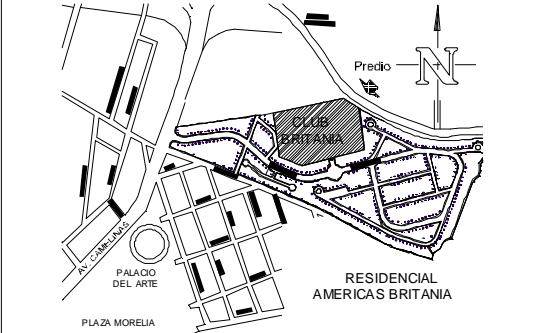 Predio
N
CLUB
BRITANIA
AV. CAMELINAS
PALACIO
DEL ARTE
RESIDENCIAL
AMERICAS BRITANIA
PLAZA MORELIA